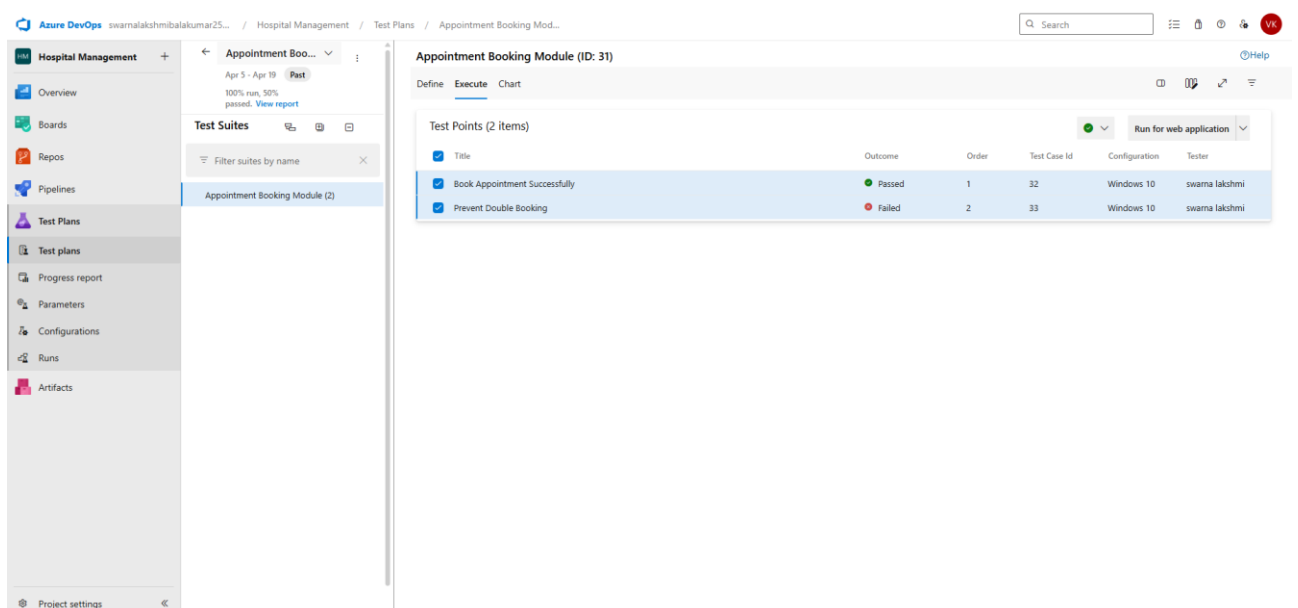 Azure DevOps swarnalakshmibalakumar25... / Hospital Management / Test Plans / Appointment Booking Mod...
Search
VK
HM Hospital Management +
Overview
Boards
Repos
Pipelines
Test Plans
Test plans
Progress report
Parameters
Configurations
Runs
Artifacts
Project settings
Appointment Boo...
Apr 5 - Apr 19 Past
100% run, 50%
passed. View report
Test Suites
Filter suites by name
Appointment Booking Module (2)
Appointment Booking Module (ID: 31)
Help
Define Execute Chart
Test Points (2 items)
Run for web application
Title Outcome Order Test Case Id Configuration Tester
Book Appointment Successfully Passed 1 32 Windows 10 swarna lakshmi
Prevent Double Booking Failed 2 33 Windows 10 swarna lakshmi